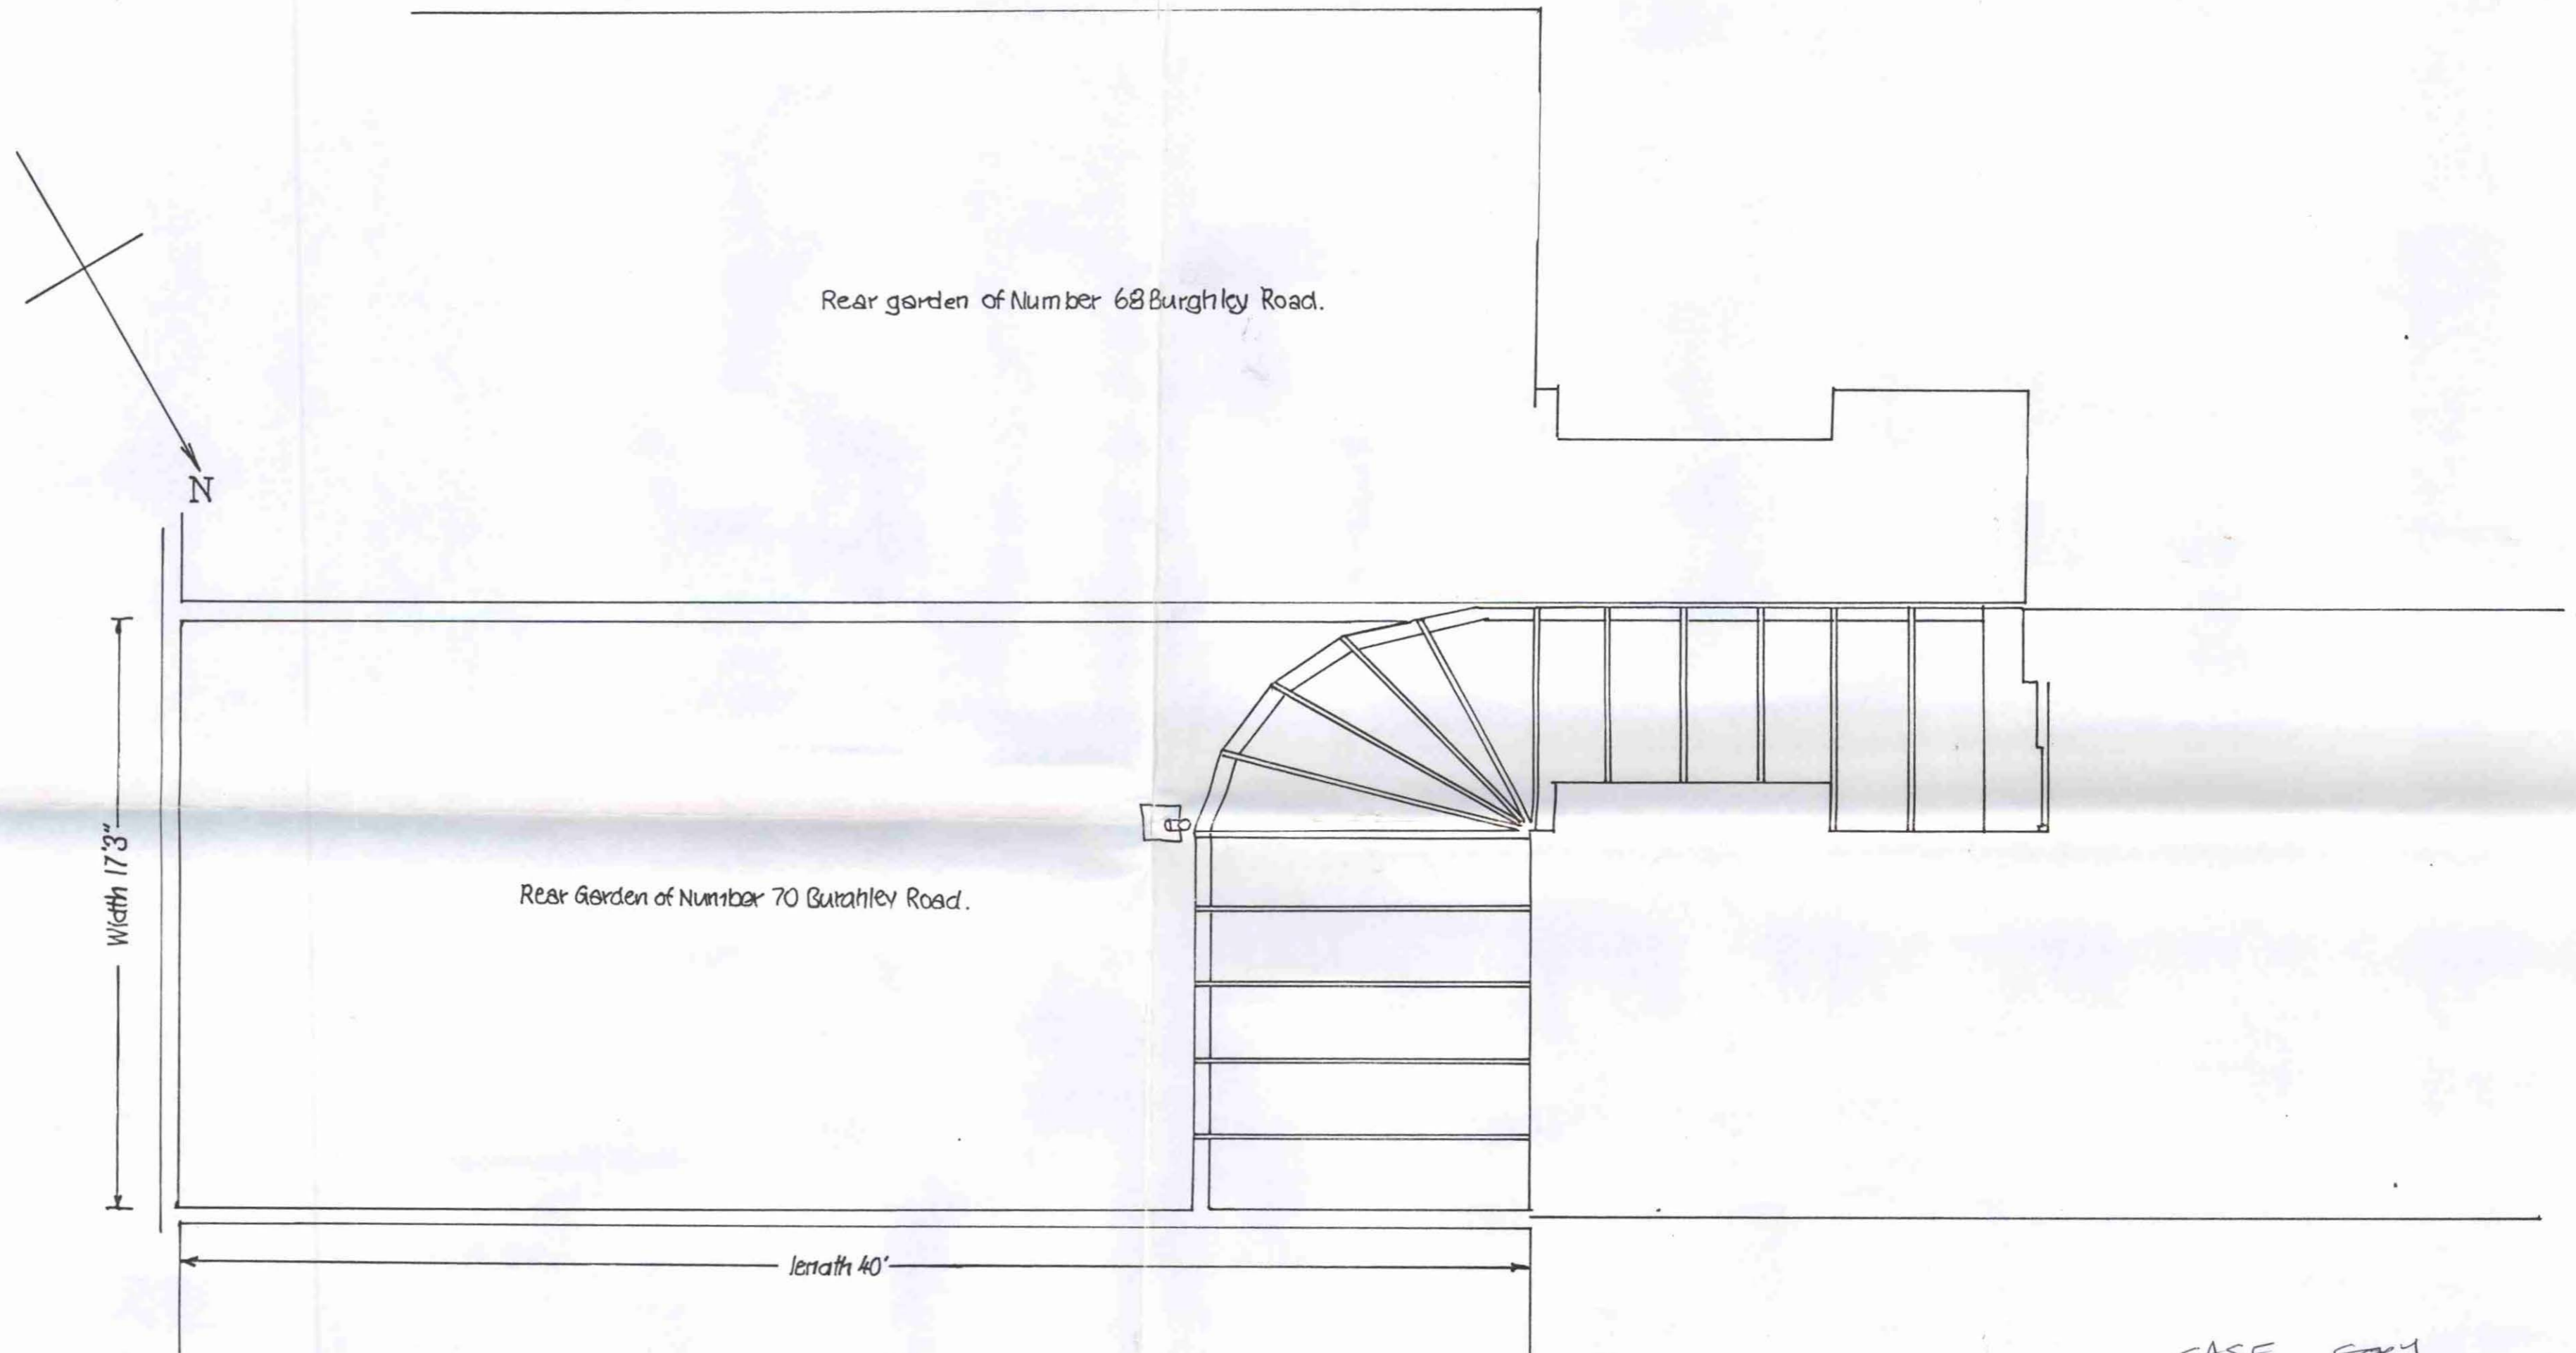 Rear garden of Number 68 Burghley Road.
N
Width 17'3"
Rear Garden of Number 70 Burghley Road.
length 40'
CASE